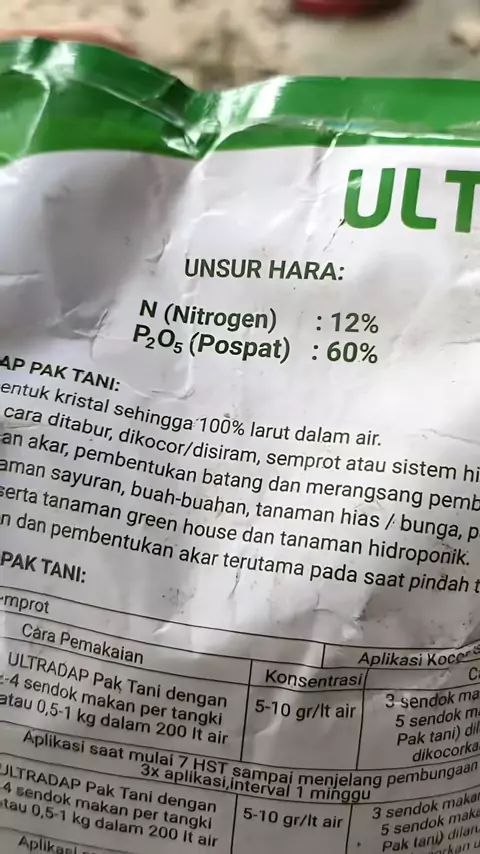 ULT
UNSUR HARA:
N (Nitrogen) : 12%
P₂O₅ (Pospat) : 60%
AP PAK TANI:
entuk kristal sehingga 100% larut dalam air.
cara ditabur, dikocor/disiram, semprot atau sistem hi
an akar, pembentukan batang dan merangsang pemb
aman sayuran, buah-buahan, tanaman hias / bunga, p
serta tanaman green house dan tanaman hidroponik.
n dan pembentukan akar terutama pada saat pindah t
PAK TANI:
emprot
Cara Pemakaian
Konsentrasi
Aplikasi Kocor
ULTRADAP Pak Tani dengan
-4 sendok makan per tangki
atau 0,5-1 kg dalam 200 lt air
5-10 gr/lt air
3 sendok ma
5 sendok m
Pak tani) dil
dikocorka
Aplikasi saat mulai 7 HST sampai menjelang pembungaan
3x aplikasi,interval 1 minggu
ULTRADAP Pak Tani dengan
-4 sendok makan per tangki
atau 0,5-1 kg dalam 200 lt air
5-10 gr/lt air
3 sendok makan
5 sendok maka
Pak tani) dilaru
Aplikasi